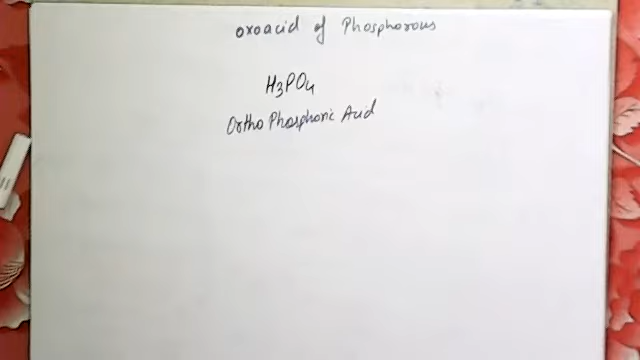 oxoacid of Phosphorous
H₃PO₄
Ortho Phosphoric Acid